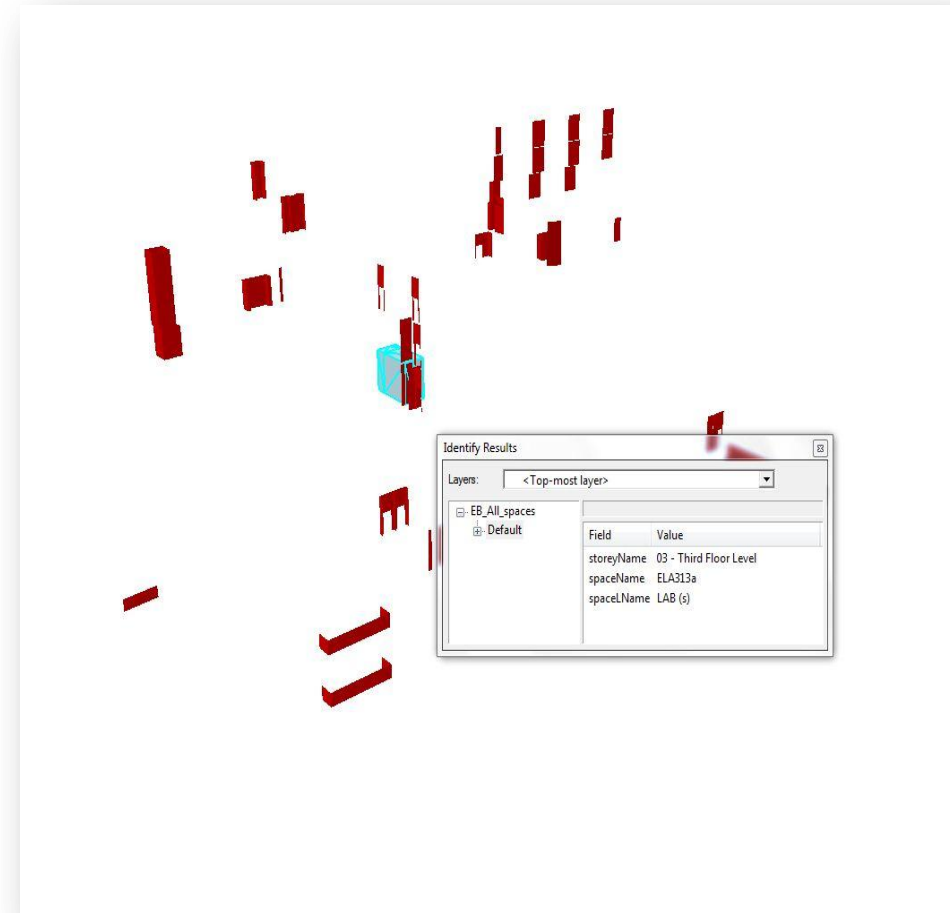 Identify Results
Layers: <Top-most layer>
EB_All_spaces
Default
Field Value
storeyName 03 - Third Floor Level
spaceName ELA313a
spaceLName LAB (s)